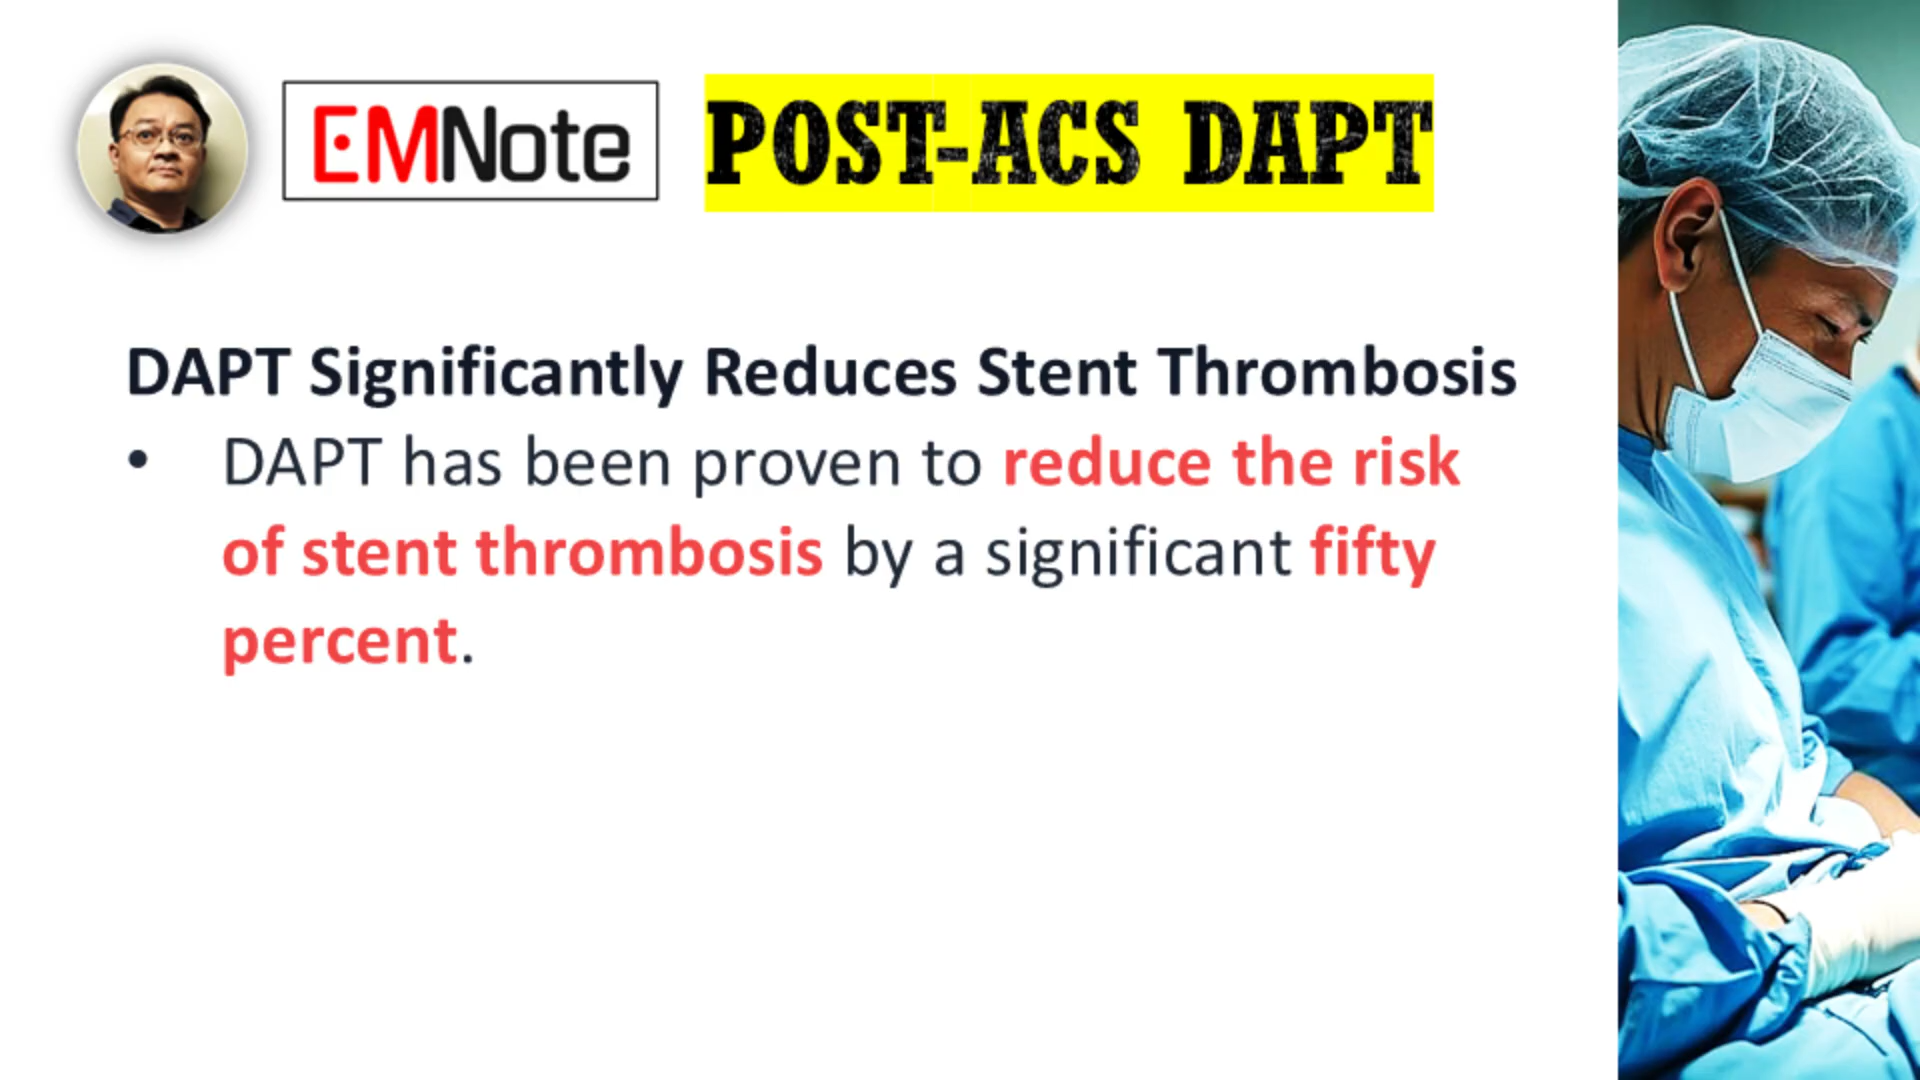 EMNote
POST-ACS DAPT
DAPT Significantly Reduces Stent Thrombosis
• DAPT has been proven to reduce the risk
of stent thrombosis by a significant fifty
percent.